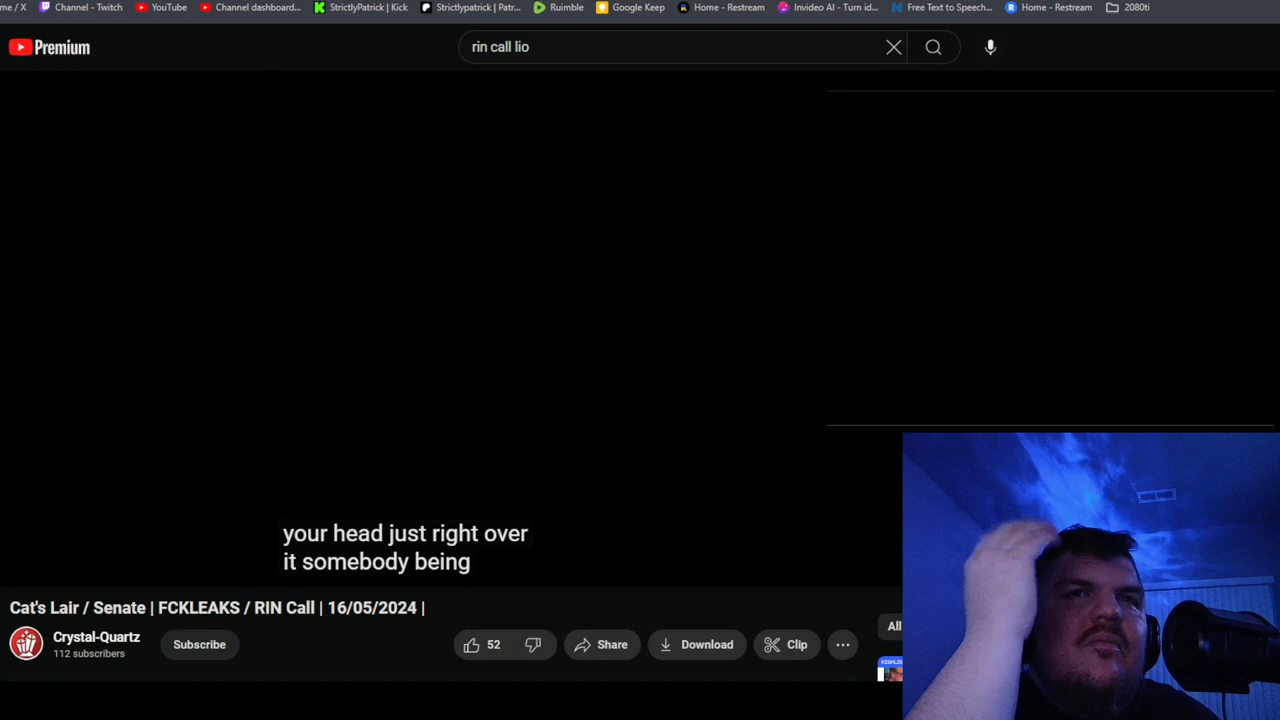 me / X Channel - Twitch YouTube Channel dashboard... StrictlyPatrick | Kick Strictlypatrick | Patr... Rumble Google Keep Home - Restream Invideo AI - Turn id... Free Text to Speech... Home - Restream 2080ti
Premium
rin call lio
your head just right over
it somebody being
Cat's Lair / Senate | FCKLEAKS / RIN Call | 16/05/2024 |
Crystal-Quartz
112 subscribers
Subscribe
52
Share
Download
Clip
All